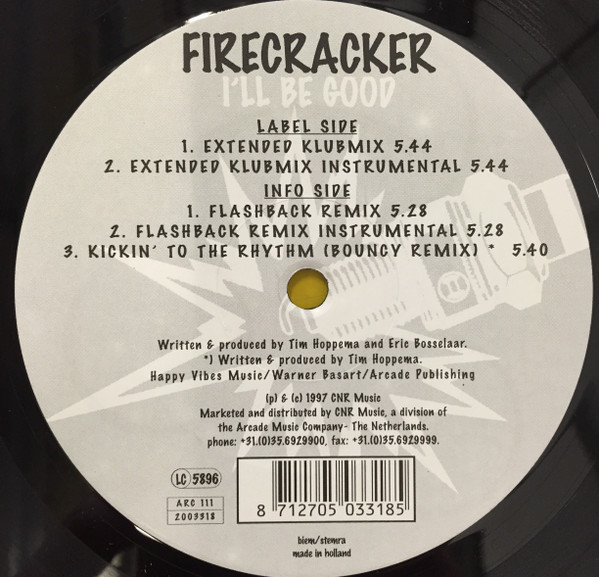 FIRECRACKER
I'LL BE GOOD
LABEL SIDE
1. EXTENDED KLUBMIX 5.44
2. EXTENDED KLUBMIX INSTRUMENTAL 5.44
INFO SIDE
1. FLASHBACK REMIX 5.28
2. FLASHBACK REMIX INSTRUMENTAL 5.28
3. KICKIN' TO THE RHYTHM (BOUNCY REMIX) * 5.40
Written & produced by Tim Hoppema and Eric Bosselaar.
*) Written & produced by Tim Hoppema.
Happy Vibes Music/Warner Basart/Arcade Publishing
(p) & (c) 1997 CNR Music
Marketed and distributed by CNR Music, a division of
the Arcade Music Company- The Netherlands.
phone: +31.(0)35.6929900, fax: +31.(0)35.6929999.
LC 5896
ARC 111
2003318
8 712705 033185
biem/stemra
made in holland